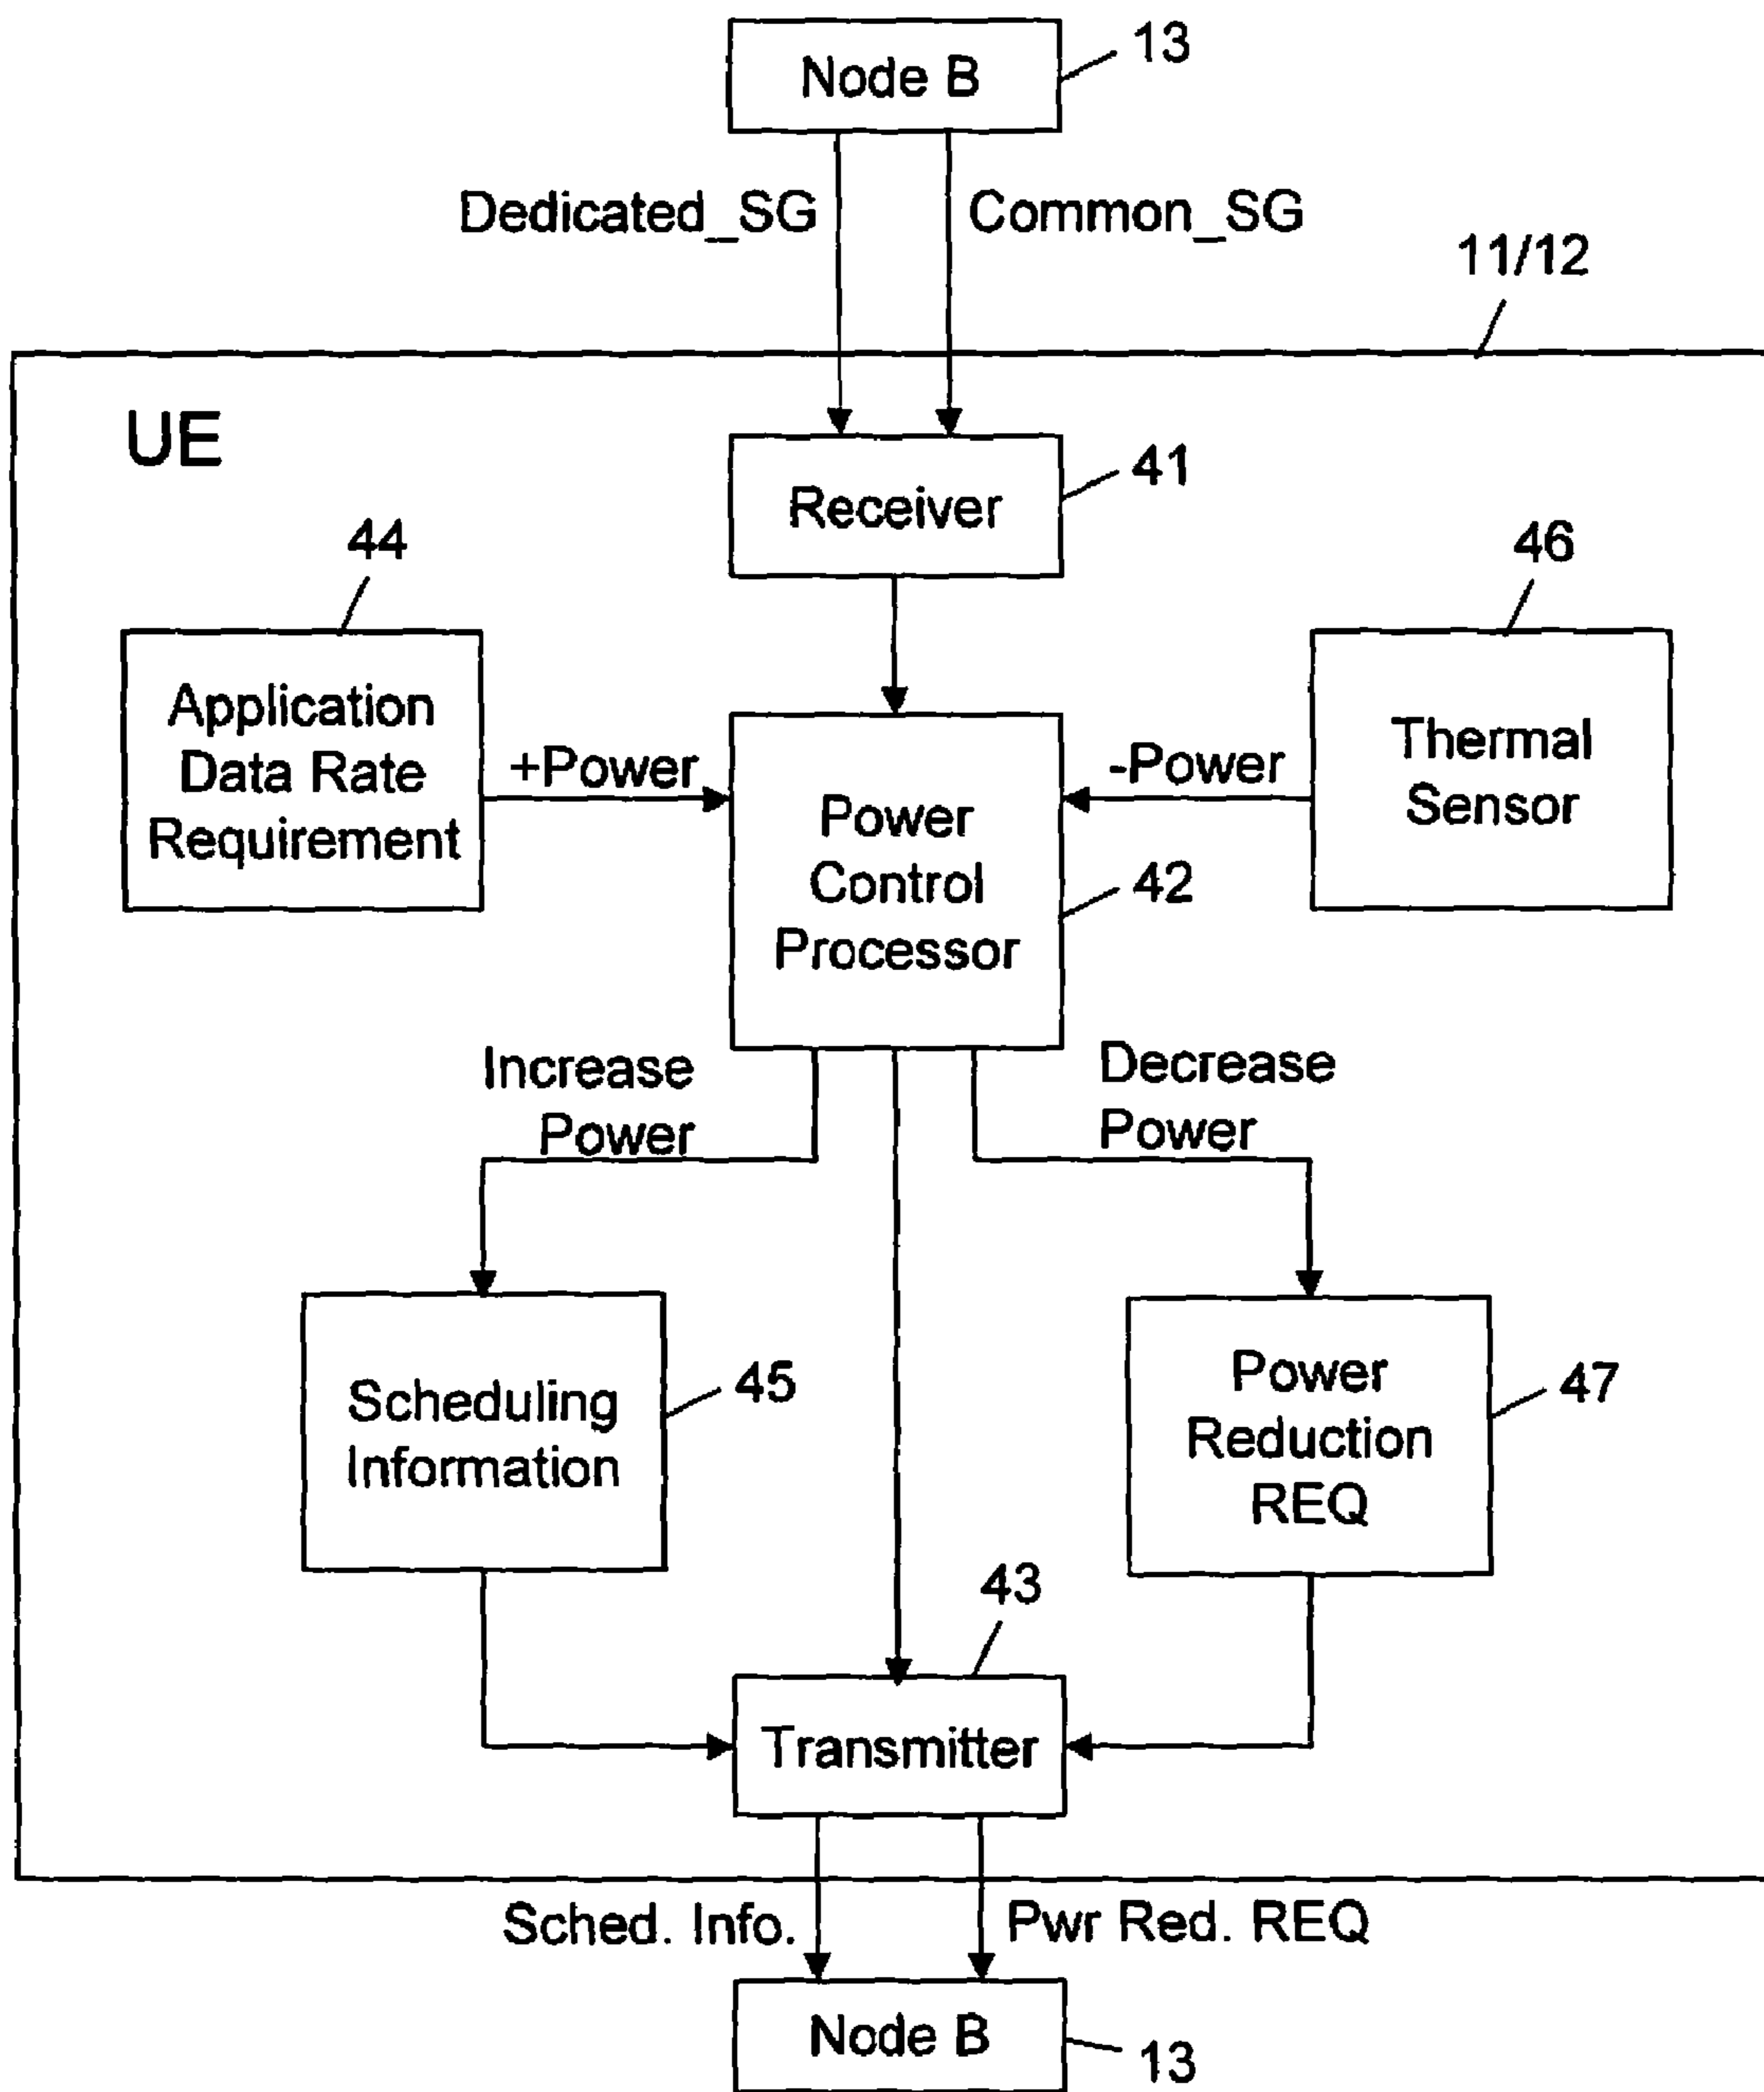 Node B
13
Dedicated_SG
Common_SG
11/12
UE
Receiver
41
44
46
Application
Data Rate
Requirement
+Power
Power
Control
Processor
42
-Power
Thermal
Sensor
Increase
Power
Decrease
Power
Scheduling
Information
45
Power
Reduction
REQ
47
43
Transmitter
Sched. Info.
Pwr Red. REQ
Node B
13